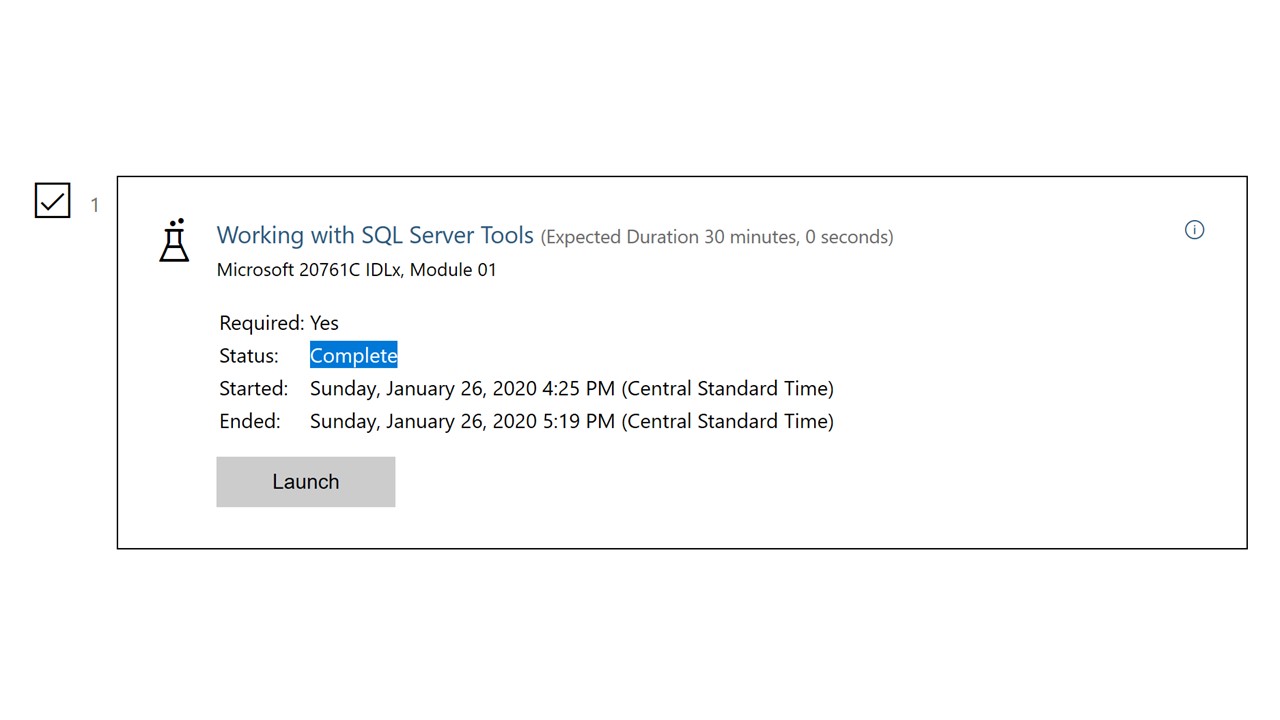 1
Working with SQL Server Tools (Expected Duration 30 minutes, 0 seconds)
Microsoft 20761C IDLx, Module 01
Required: Yes
Status: Complete
Started: Sunday, January 26, 2020 4:25 PM (Central Standard Time)
Ended: Sunday, January 26, 2020 5:19 PM (Central Standard Time)
Launch